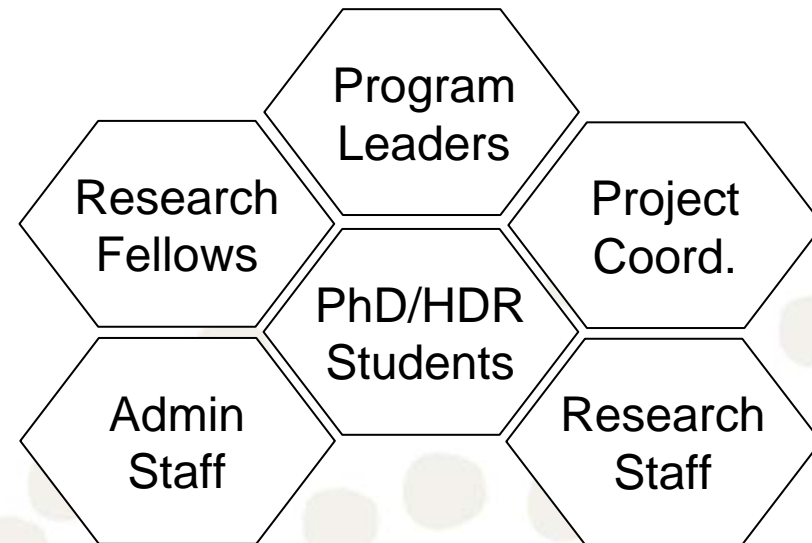 Program
Leaders
Research
Fellows
Project
Coord.
PhD/HDR
Students
Admin
Staff
Research
Staff